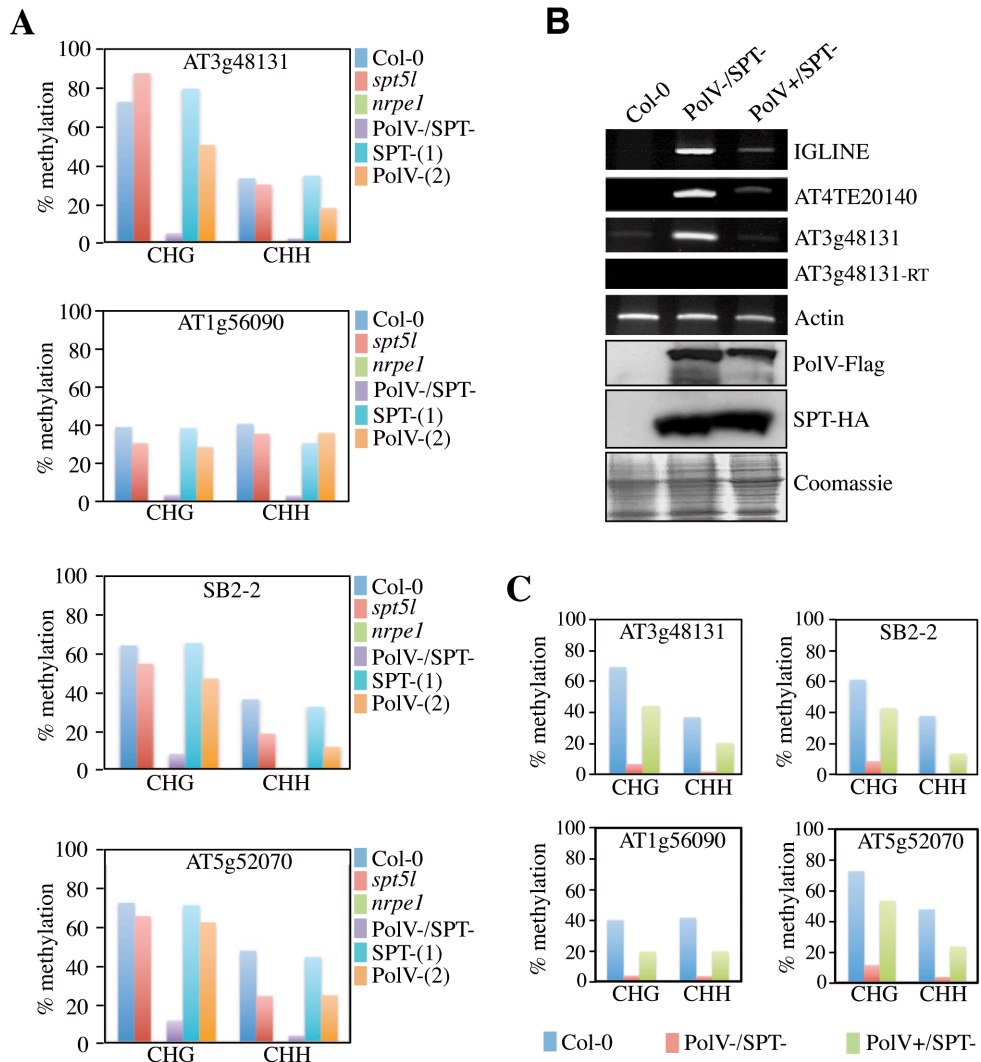 A
% methylation
100
80
60
40
20
0
AT3g48131
CHG
CHH
Col-0
spt5l
nrpe1
PolV-/SPT-
SPT-(1)
PolV-(2)
% methylation
100
80
60
40
20
0
AT1g56090
CHG
CHH
Col-0
spt5l
nrpe1
PolV-/SPT-
SPT-(1)
PolV-(2)
% methylation
100
80
60
40
20
0
SB2-2
CHG
CHH
Col-0
spt5l
nrpe1
PolV-/SPT-
SPT-(1)
PolV-(2)
% methylation
100
80
60
40
20
0
AT5g52070
CHG
CHH
Col-0
spt5l
nrpe1
PolV-/SPT-
SPT-(1)
PolV-(2)
B
Col-0
PolV-/SPT-
PolV+/SPT-
IGLINE
AT4TE20140
AT3g48131
AT3g48131-RT
Actin
PolV-Flag
SPT-HA
Coomassie
C
% methylation
100
80
60
40
20
0
AT3g48131
CHG
CHH
% methylation
100
80
60
40
20
0
SB2-2
CHG
CHH
% methylation
100
80
60
40
20
0
AT1g56090
CHG
CHH
% methylation
100
80
60
40
20
0
AT5g52070
CHG
CHH
Col-0
PolV-/SPT-
PolV+/SPT-